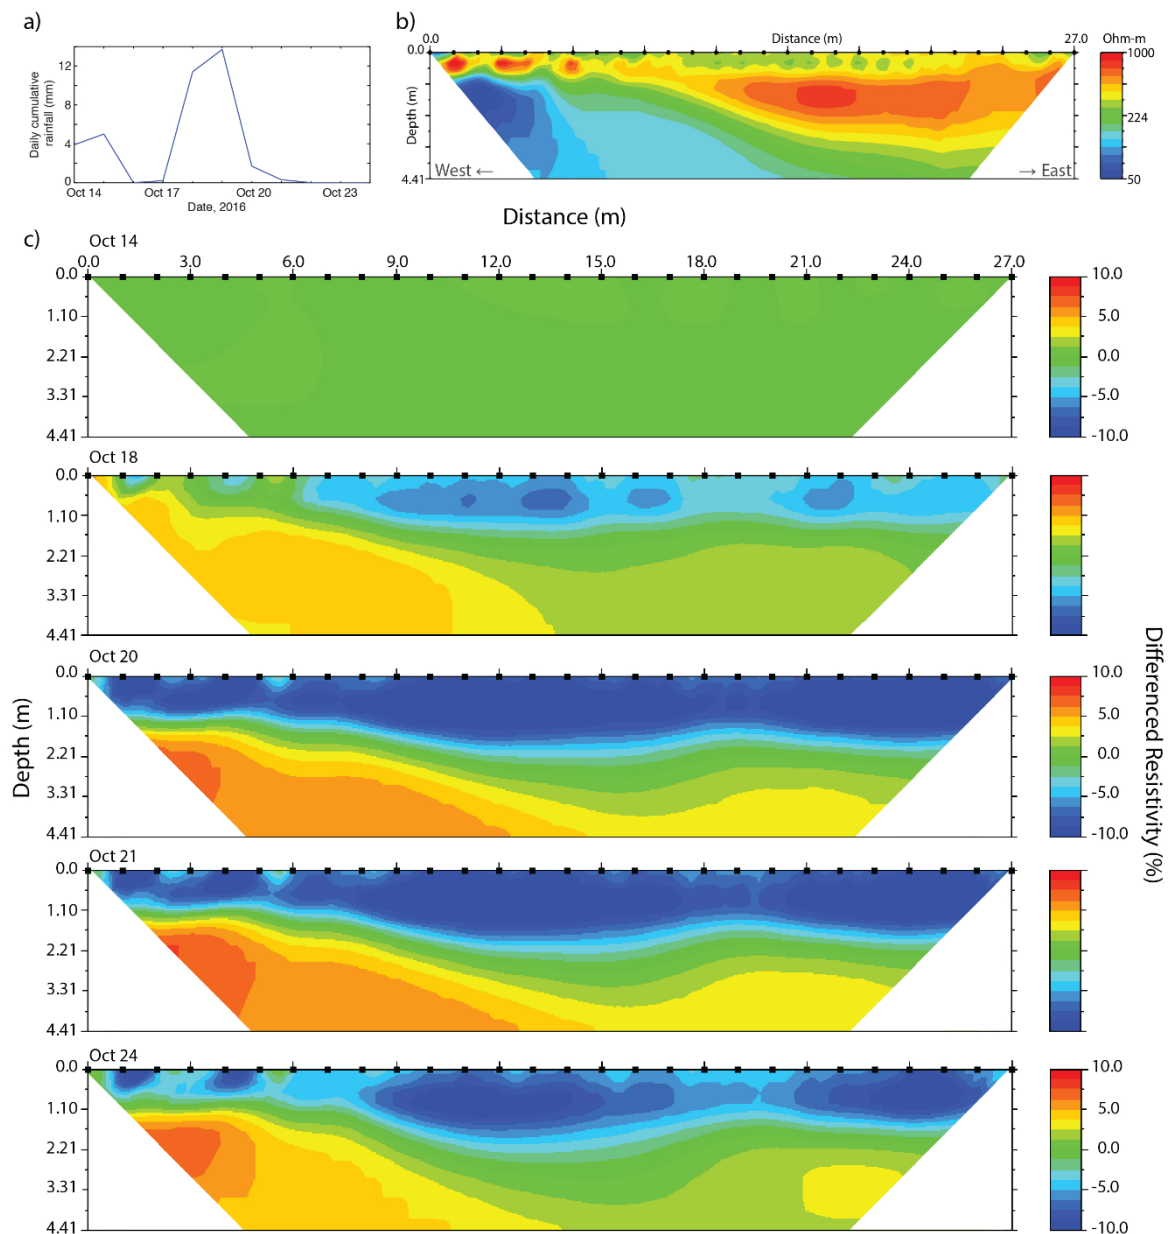 a)
Daily cumulative
rainfall (mm)
12
8
4
0
Oct 14
Oct 17
Oct 20
Oct 23
Date, 2016
b)
0.0
Distance (m)
27.0
Ohm-m
0.0
Depth (m)
4.41
West ←
→ East
1000
224
50
Distance (m)
c)
Oct 14
0.0
3.0
6.0
9.0
12.0
15.0
18.0
21.0
24.0
27.0
0.0
1.10
2.21
3.31
4.41
10.0
5.0
0.0
-5.0
-10.0
Oct 18
0.0
1.10
2.21
3.31
4.41
Oct 20
0.0
1.10
2.21
3.31
4.41
10.0
5.0
0.0
-5.0
-10.0
Depth (m)
Differenced Resistivity (%)
Oct 21
0.0
1.10
2.21
3.31
4.41
Oct 24
0.0
1.10
2.21
3.31
4.41
10.0
5.0
0.0
-5.0
-10.0